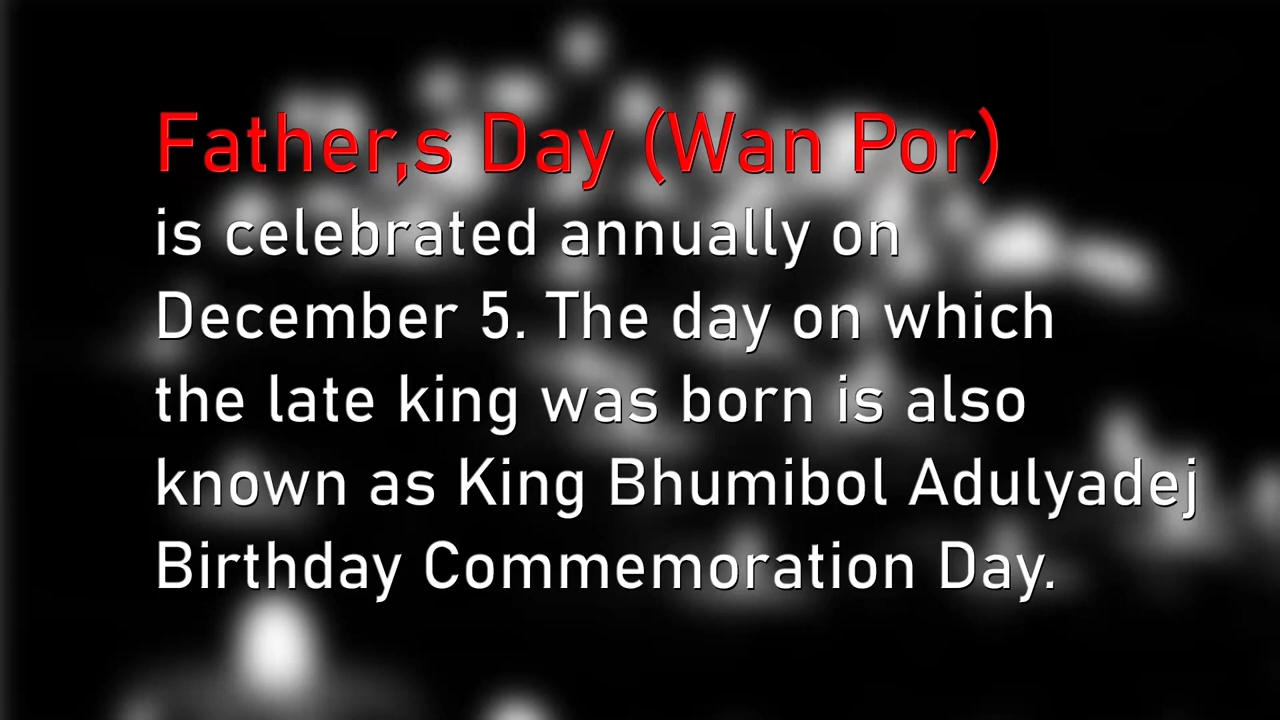 Father,s Day (Wan Por)
is celebrated annually on
December 5. The day on which
the late king was born is also
known as King Bhumibol Adulyadej
Birthday Commemoration Day.